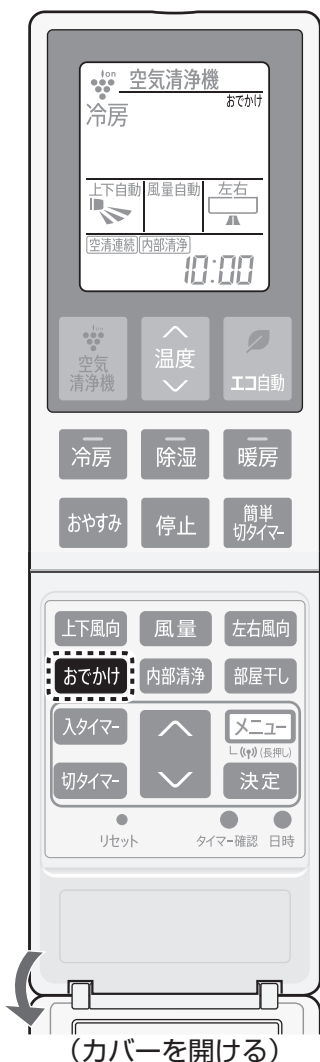 ion
空気清浄機
冷房
おでかけ
上下自動 風量自動 左右
空清連続 内部清浄
10:00
ion
空気
清浄機
温度
エコ自動
冷房 除湿 暖房
おやすみ 停止 簡単
切タイマー
上下風向 風量 左右風向
おでかけ 内部清浄 部屋干し
入タイマー メニュー
(長押し)
切タイマー 決定
リセット タイマー確認 日時
(カバーを開ける)